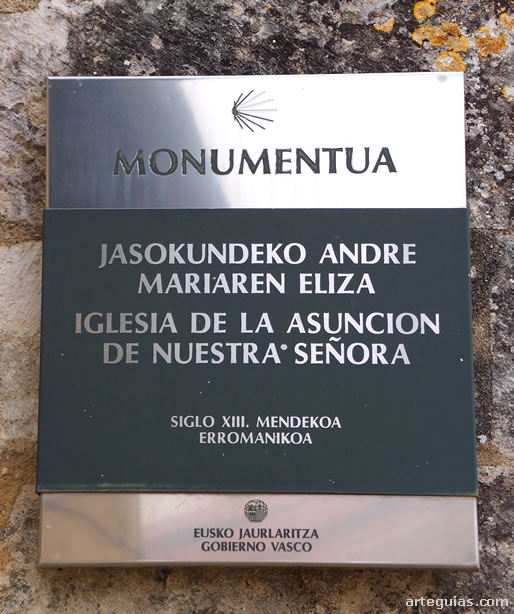 MONUMENTUA
JASOKUNDEKO ANDRE
MARIAREN ELIZA
IGLESIA DE LA ASUNCION
DE NUESTRA SEÑORA
SIGLO XIII. MENDEKOA
ERROMANIKOA
EUSKO JAURLARITZA
GOBIERNO VASCO
arteguias.com